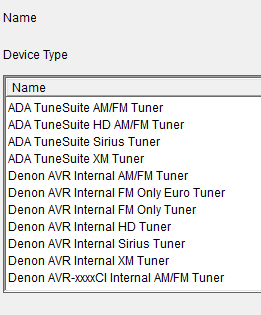 Name
Device Type
Name
ADA TuneSuite AM/FM Tuner
ADA TuneSuite HD AM/FM Tuner
ADA TuneSuite Sirius Tuner
ADA TuneSuite XM Tuner
Denon AVR Internal AM/FM Tuner
Denon AVR Internal FM Only Euro Tuner
Denon AVR Internal FM Only Tuner
Denon AVR Internal HD Tuner
Denon AVR Internal Sirius Tuner
Denon AVR Internal XM Tuner
Denon AVR-xxxxCI Internal AM/FM Tuner